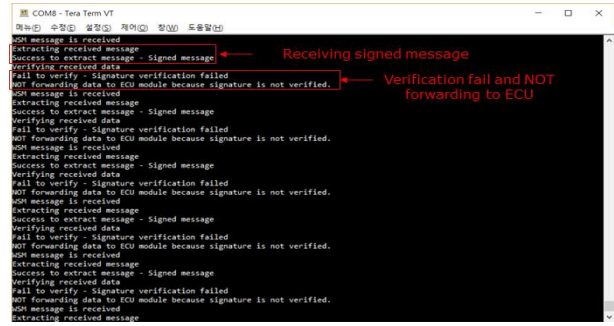 COM8 - Tera Term VT
메뉴(F) 수정(E) 설정(S) 제어(O) 창(W) 도움말(H)
WSM message is received
Extracting received message
Success to extract message - Signed message
Receiving signed message
Verifying received data
Fail to verify - Signature verification failed
NOT forwarding data to ECU module because signature is not verified.
Verification fail and NOT
forwarding to ECU
WSM message is received
Extracting received message
Success to extract message - Signed message
Verifying received data
Fail to verify - Signature verification failed
NOT forwarding data to ECU module because signature is not verified.
WSM message is received
Extracting received message
Success to extract message - Signed message
Verifying received data
Fail to verify - Signature verification failed
NOT forwarding data to ECU module because signature is not verified.
WSM message is received
Extracting received message
Success to extract message - Signed message
Verifying received data
Fail to verify - Signature verification failed
NOT forwarding data to ECU module because signature is not verified.
WSM message is received
Extracting received message
Success to extract message - Signed message
Verifying received data
Fail to verify - Signature verification failed
NOT forwarding data to ECU module because signature is not verified.
WSM message is received
Extracting received message